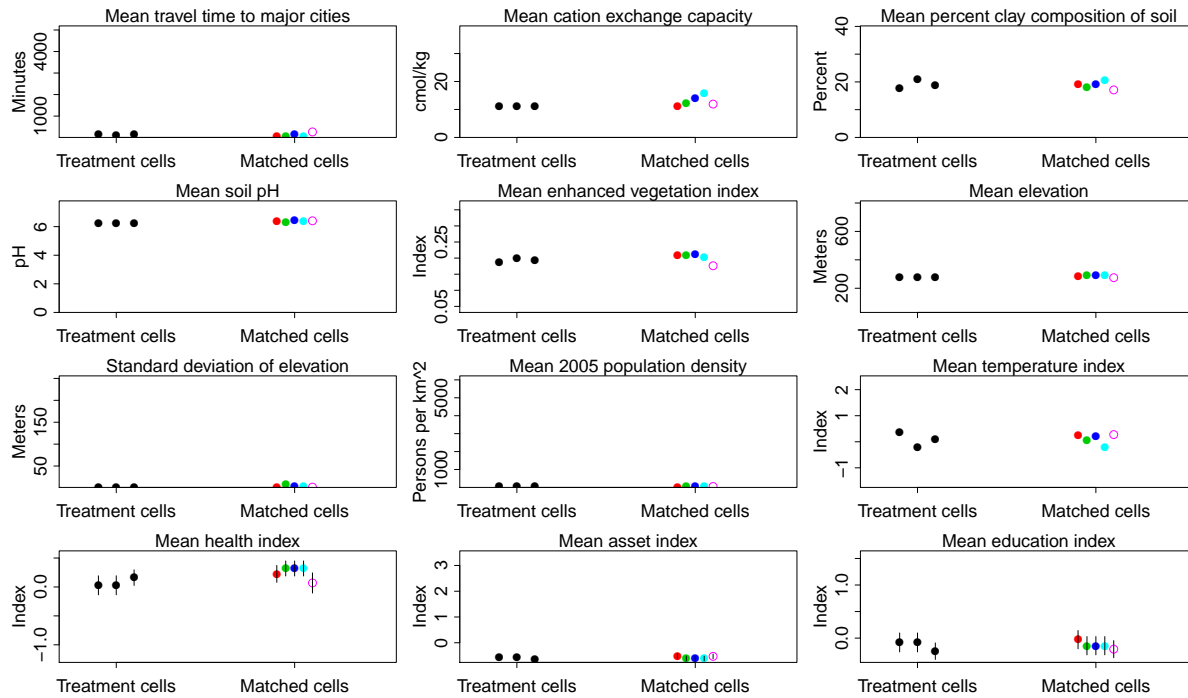 Mean travel time to major cities
Minutes
1000
4000
Treatment cells
Matched cells
Mean cation exchange capacity
cmol/kg
0
20
Treatment cells
Matched cells
Mean percent clay composition of soil
Percent
0
20
40
Treatment cells
Matched cells
Mean soil pH
pH
0
2
4
6
Treatment cells
Matched cells
Mean enhanced vegetation index
Index
0.05
0.25
Treatment cells
Matched cells
Mean elevation
Meters
200
600
Treatment cells
Matched cells
Standard deviation of elevation
Meters
50
150
Treatment cells
Matched cells
Mean 2005 population density
Persons per km^2
1000
5000
Treatment cells
Matched cells
Mean temperature index
Index
−1
1
2
Treatment cells
Matched cells
Mean health index
Index
−1.0
0.0
Treatment cells
Matched cells
Mean asset index
Index
0
1
2
3
Treatment cells
Matched cells
Mean education index
Index
0.0
1.0
Treatment cells
Matched cells